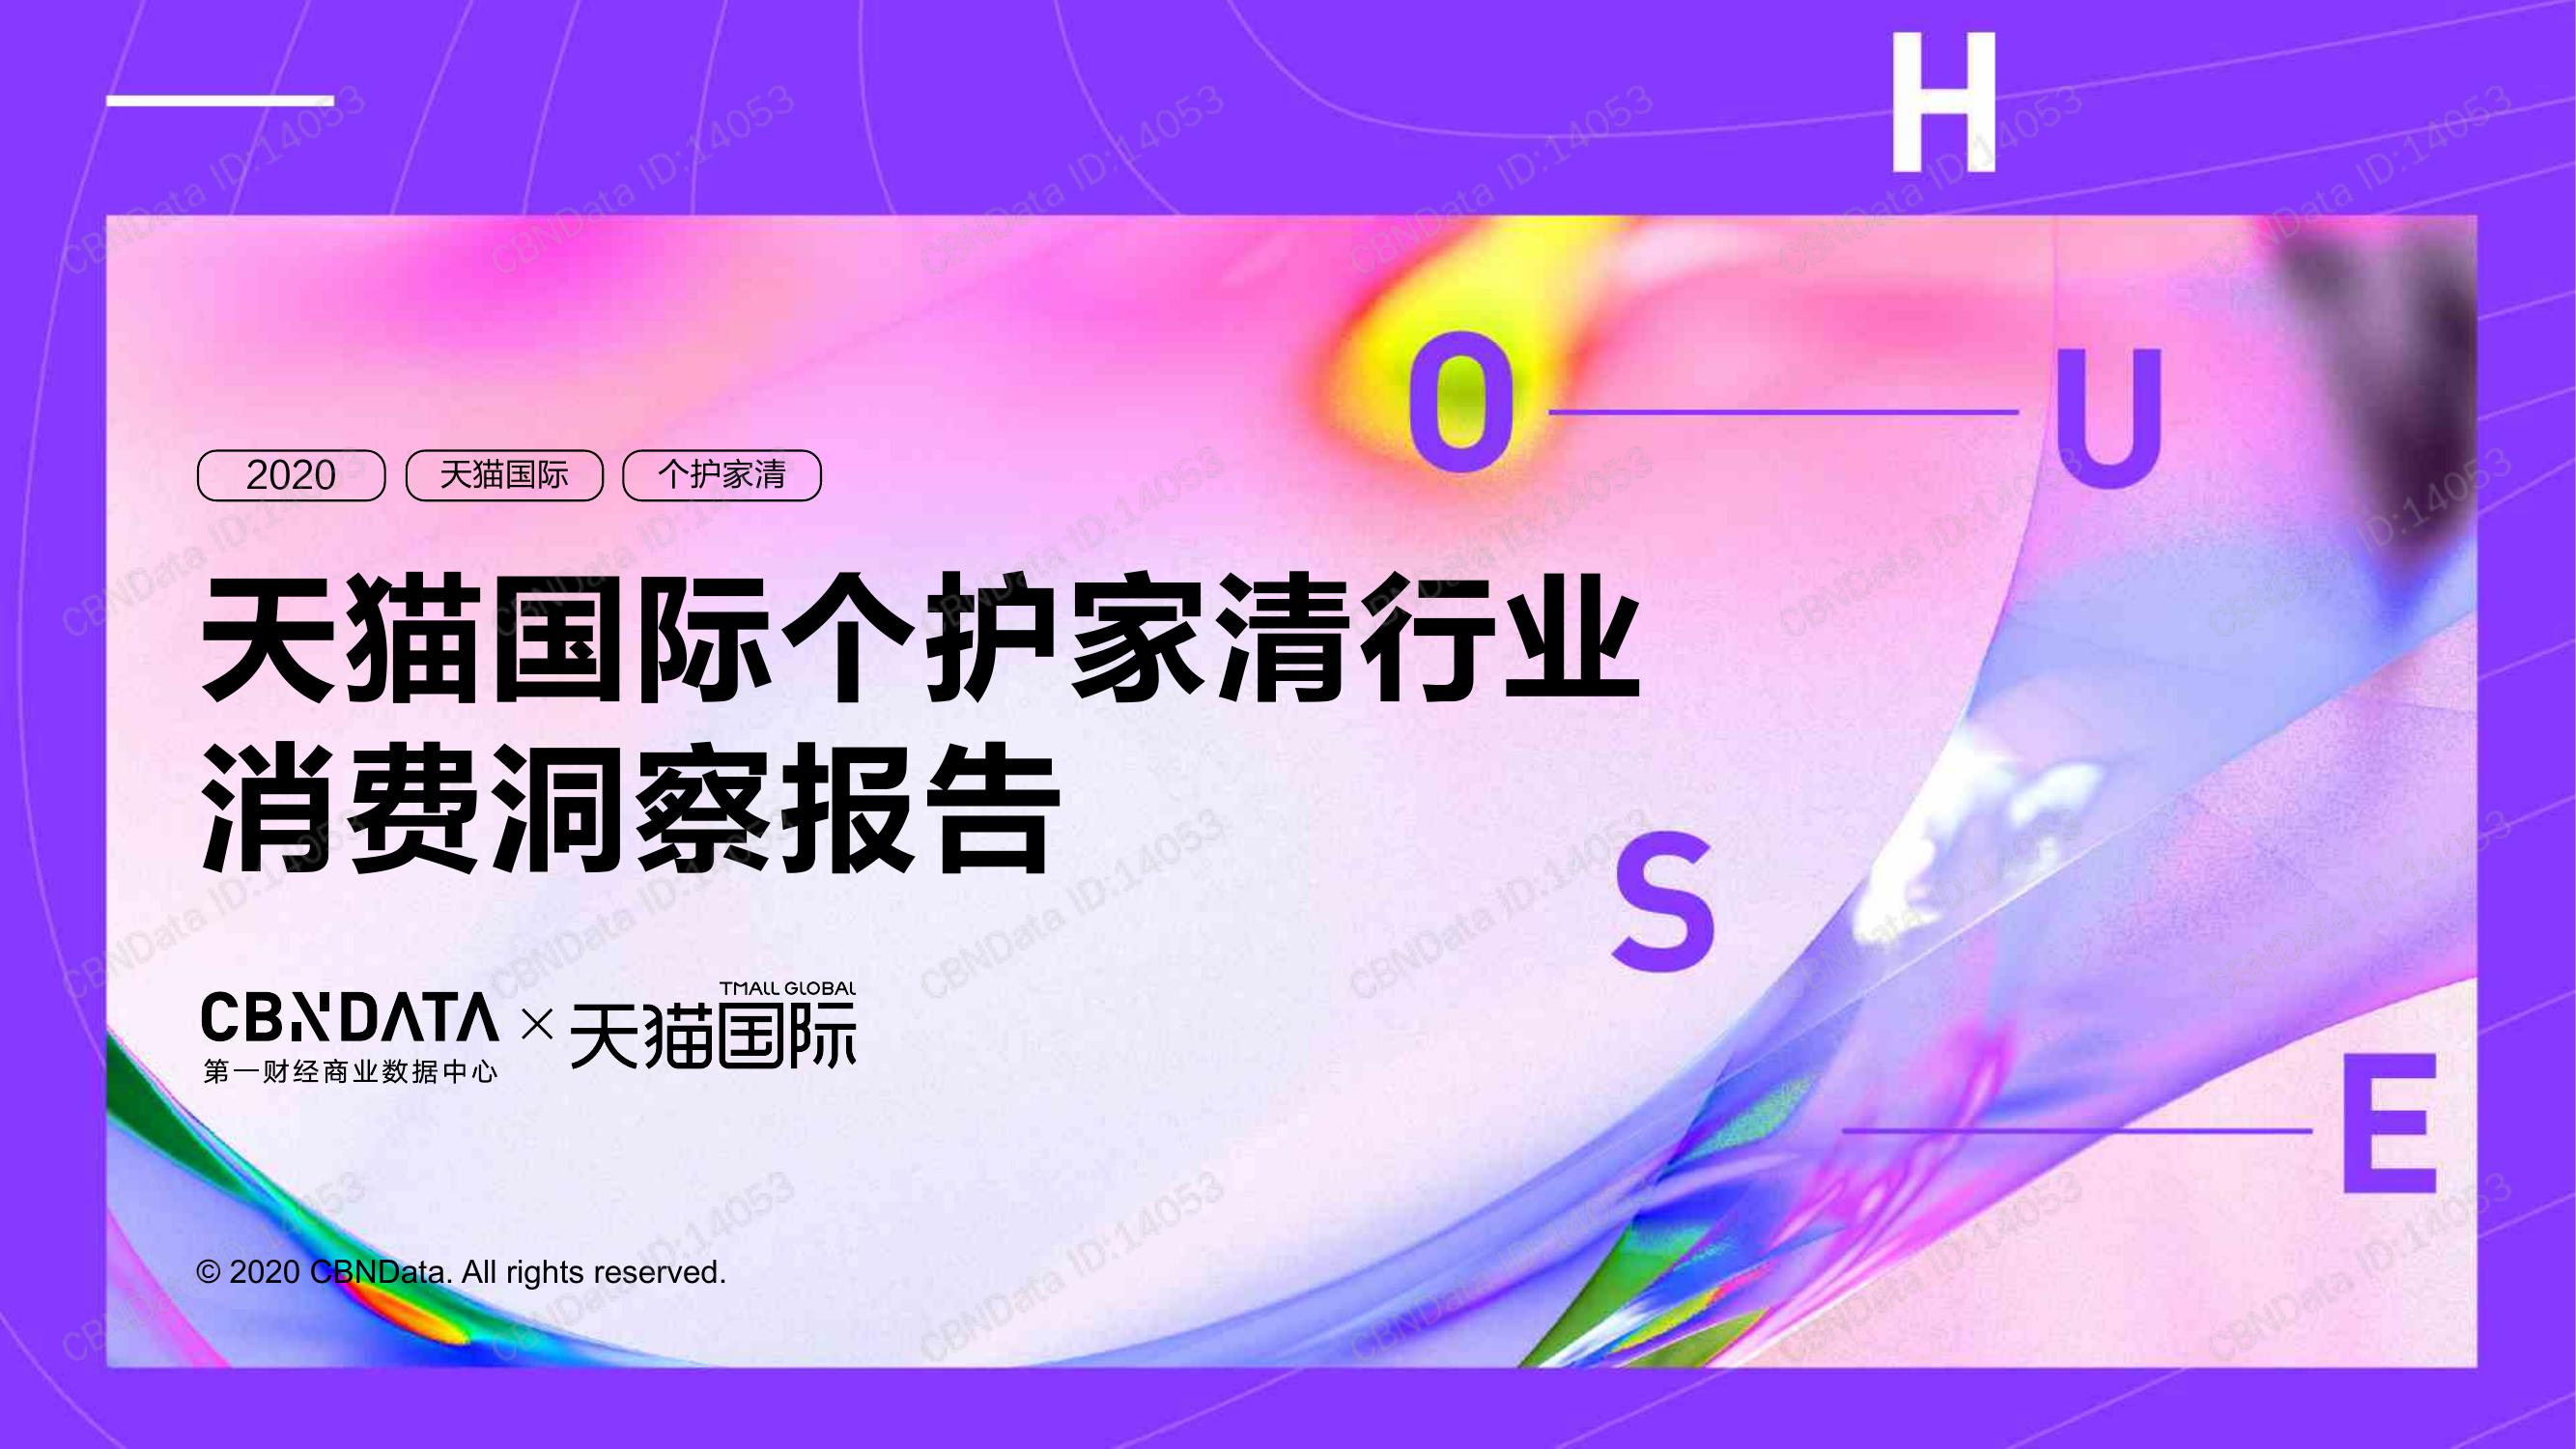 H
O
U
2020
天猫国际
个护家清
天猫国际个护家清行业
消费洞察报告
S
CBNDATA × TMALL GLOBAL
天猫国际
第一财经商业数据中心
E
© 2020 CBNData. All rights reserved.
CBNData ID:14053